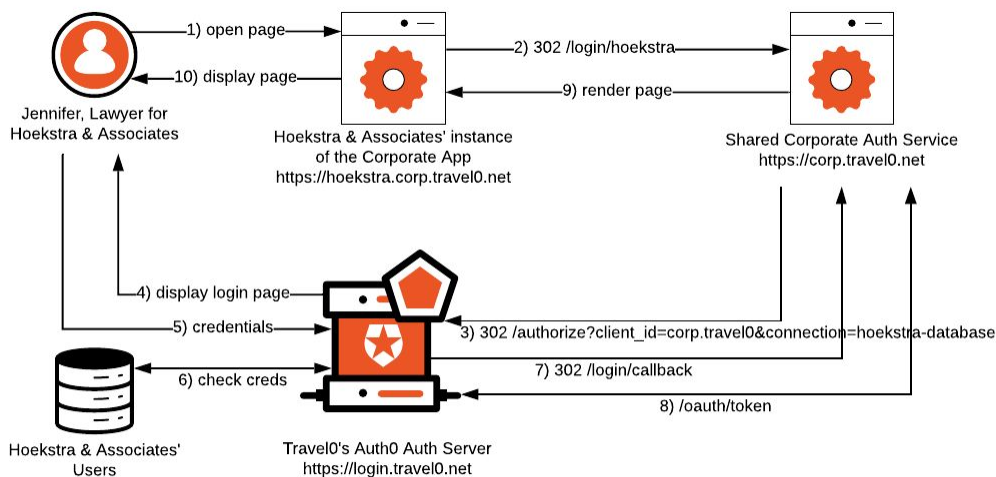 1) open page
2) 302 /login/hoekstra
10) display page
9) render page
Jennifer, Lawyer for
Hoekstra & Associates
Hoekstra & Associates' instance
of the Corporate App
https://hoekstra.corp.travel0.net
Shared Corporate Auth Service
https://corp.travel0.net
4) display login page
5) credentials
3) 302 /authorize?client_id=corp.travel0&connection=hoekstra-database
6) check creds
7) 302 /login/callback
8) /oauth/token
Hoekstra & Associates'
Users
Travel0's Auth0 Auth Server
https://login.travel0.net